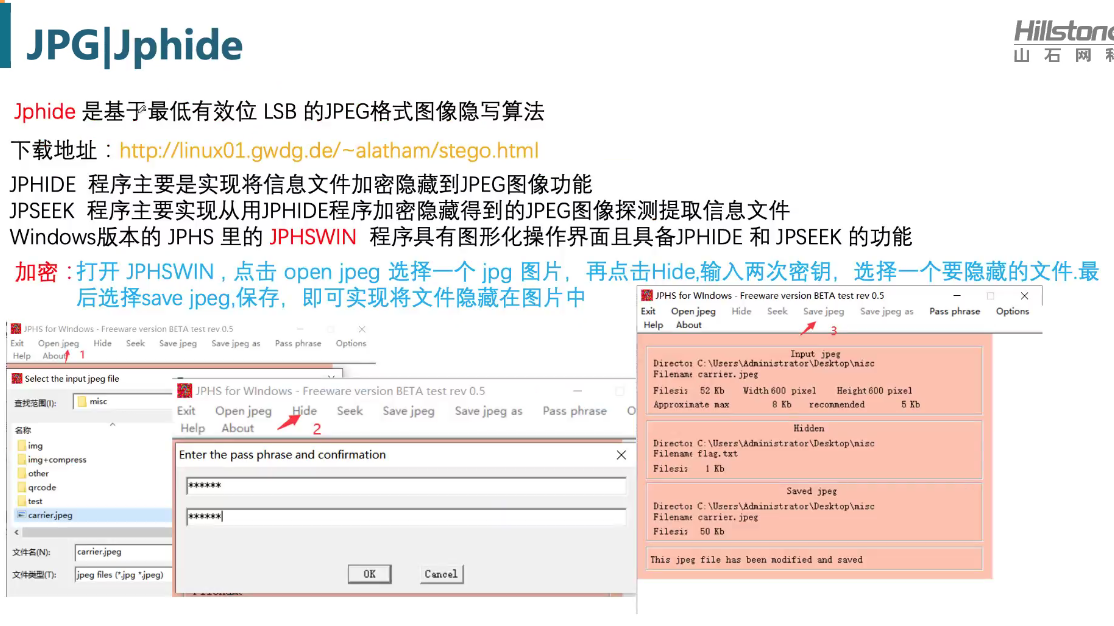 JPG|Jphide
Hillstone
山石网科
Jphide 是基于最低有效位 LSB 的JPEG格式图像隐写算法
下载地址：http://linux01.gwdg.de/~alatham/stego.html
JPHIDE 程序主要是实现将信息文件加密隐藏到JPEG图像功能
JPSEEK 程序主要实现从用JPHIDE程序加密隐藏得到的JPEG图像探测提取信息文件
Windows版本的 JPHS 里的 JPHSWIN 程序具有图形化操作界面且具备JPHIDE 和 JPSEEK 的功能
加密：打开 JPHSWIN，点击 open jpeg 选择一个 jpg 图片，再点击Hide,输入两次密钥，选择一个要隐藏的文件.最
后选择save jpeg,保存，即可实现将文件隐藏在图片中
JPHS for WIndows - Freeware version BETA test rev 0.5
Exit Open jpeg Hide Seek Save jpeg Save jpeg as Pass phrase Options
Help About 1
Select the input jpeg file
查找范围(I): misc
名称
img
img+compress
other
qrcode
test
carrier.jpeg
文件名(N): carrier.jpeg
文件类型(T): jpeg files (*.jpg *.jpeg)
JPHS for WIndows - Freeware version BETA test rev 0.5
Exit Open jpeg Hide Seek Save jpeg Save jpeg as Pass phrase O
Help About 2
Enter the pass phrase and confirmation
******
******
OK Cancel
JPHS for WIndows - Freeware version BETA test rev 0.5
Exit Open jpeg Hide Seek Save jpeg Save jpeg as Pass phrase Options
Help About 3
Input jpeg
Director C:\Users\Administrator\Desktop\misc
Filename carrier.jpeg
Filesiz 52 Kb Width 600 pixel Height 600 pixel
Approximate max 8 Kb recommended 5 Kb
Hidden
Director C:\Users\Administrator\Desktop\misc
Filename flag.txt
Filesiz 1 Kb
Saved jpeg
Director C:\Users\Administrator\Desktop\misc
Filename carrier.jpeg
Filesiz 50 Kb
This jpeg file has been modified and saved